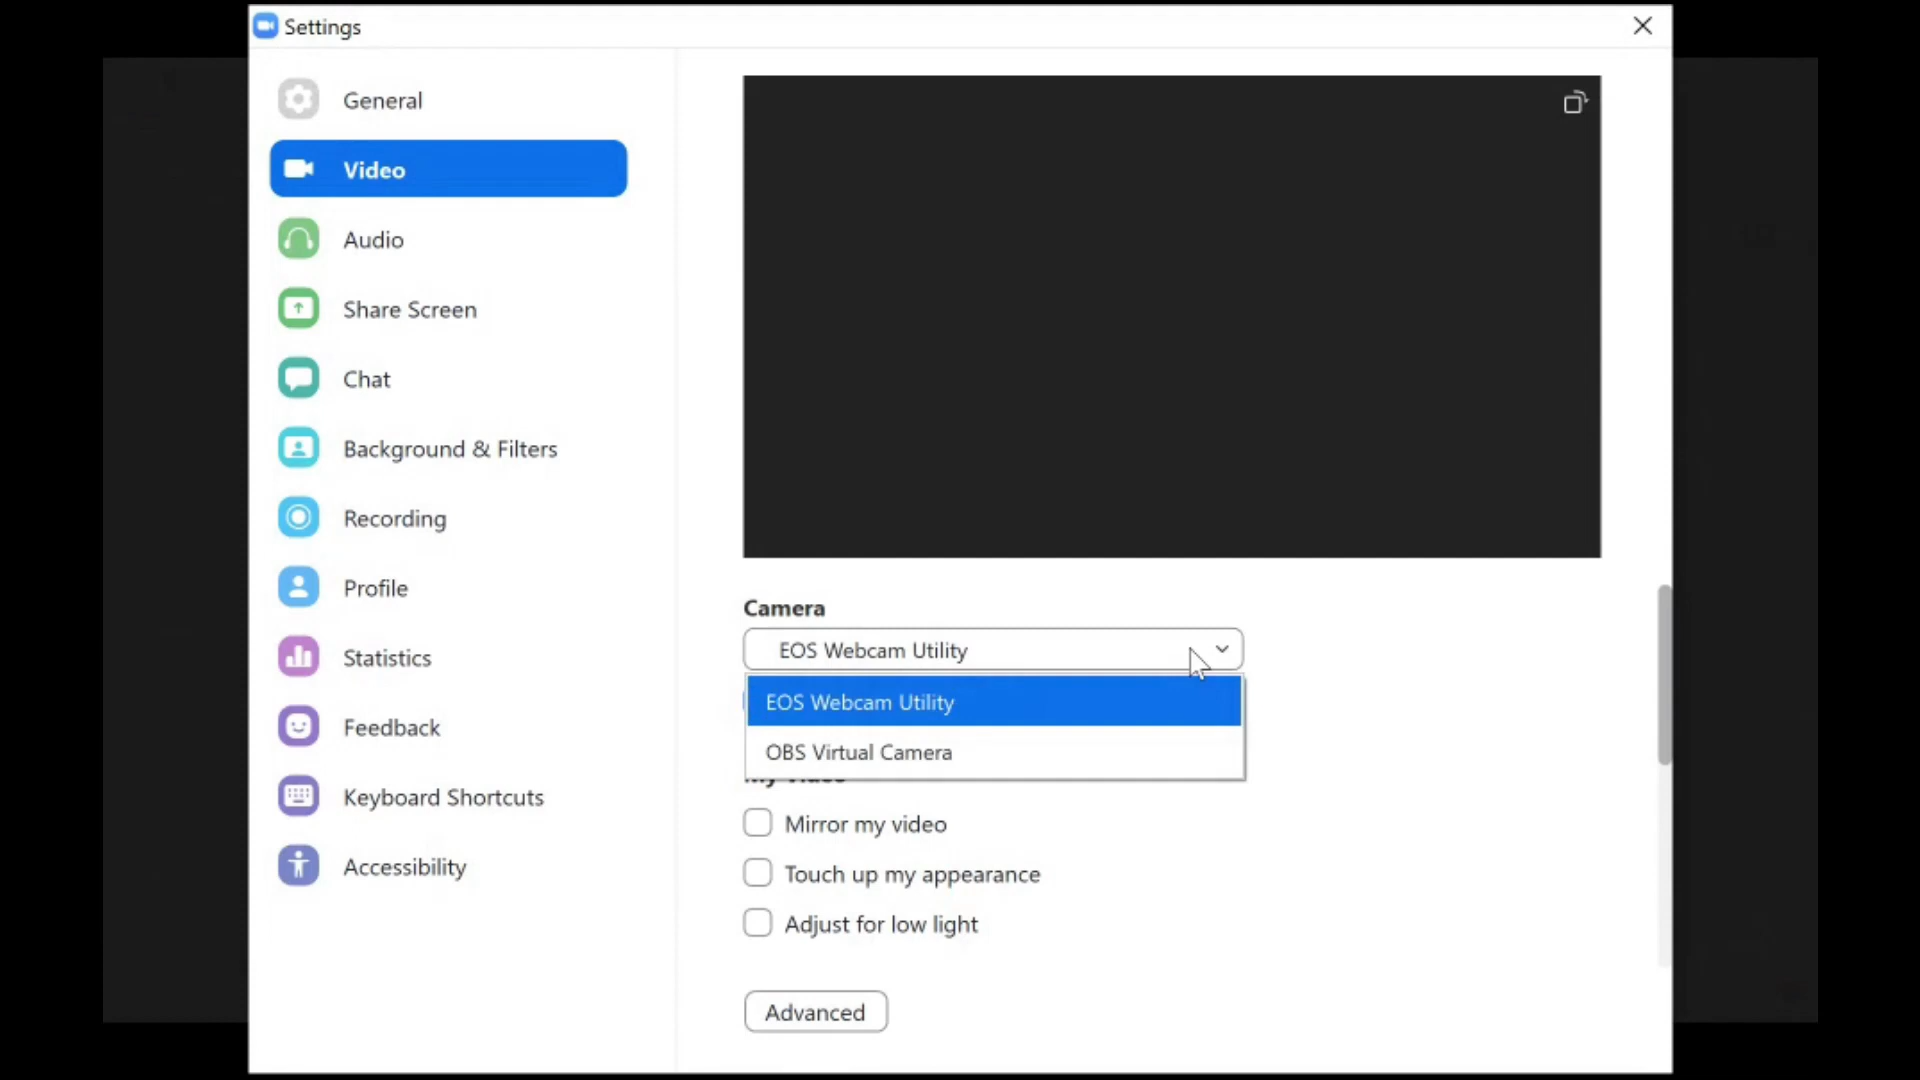 Settings
General
Video
Audio
Share Screen
Chat
Background & Filters
Recording
Profile
Statistics
Feedback
Keyboard Shortcuts
Accessibility
Camera
EOS Webcam Utility
EOS Webcam Utility
OBS Virtual Camera
My Video
Mirror my video
Touch up my appearance
Adjust for low light
Advanced